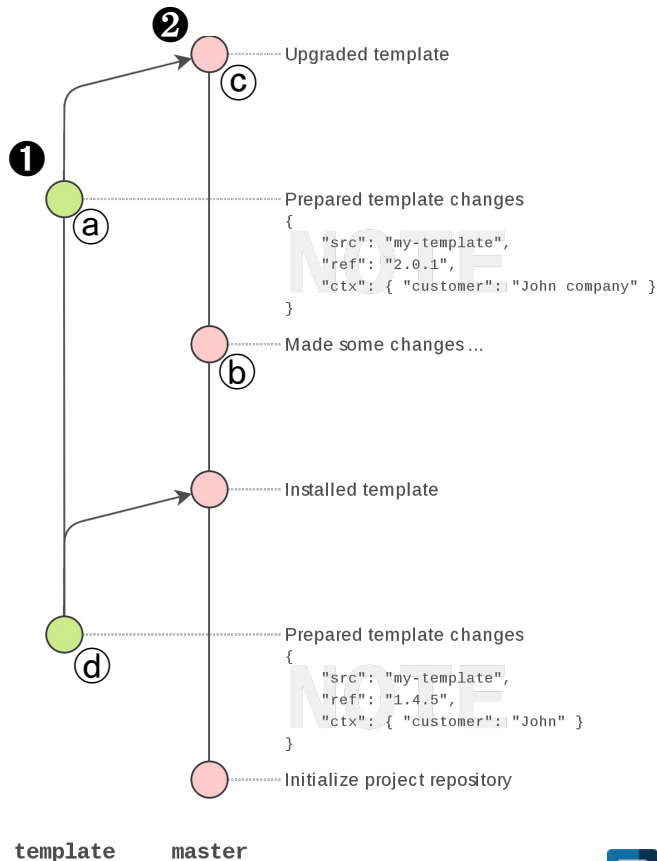 ❷
Upgraded template
ⓒ
❶
Prepared template changes
ⓐ
{
"src": "my-template",
"ref": "2.0.1",
"ctx": { "customer": "John company" }
}
NOTE
Made some changes...
ⓑ
Installed template
Prepared template changes
ⓓ
{
"src": "my-template",
"ref": "1.4.5",
"ctx": { "customer": "John" }
}
NOTE
Initialize project repository
template master